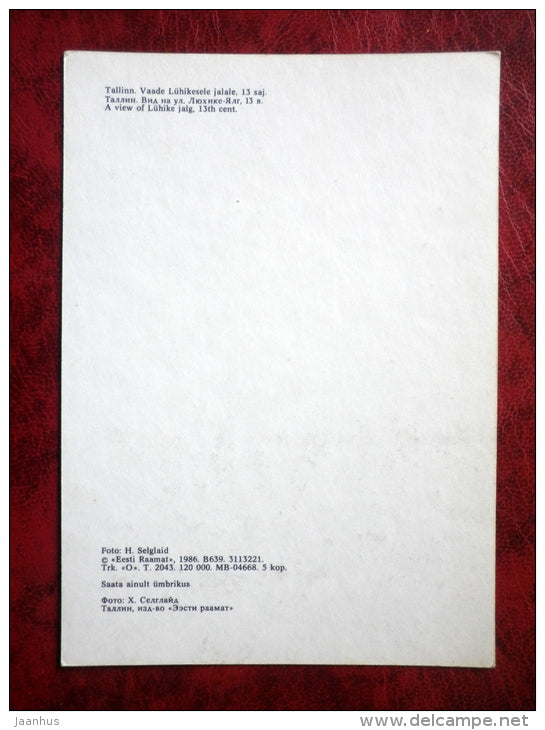 Tallinn. Vaade Lühikesele jalale, 13 saj.
Таллин. Вид на ул. Люхике-Ялг, 13 в.
A view of Lühike jalg, 13th cent.
Foto: H. Selglaid
© «Eesti Raamat», 1986. B639. 3113221.
Trk. «O». T. 2043. 120 000. MB-04668. 5 kop.
Saata ainult ümbrikus
Фото: Х. Селглайд
Таллин, изд-во «Ээсти раамат»
jaanhus
www.delcampe.net